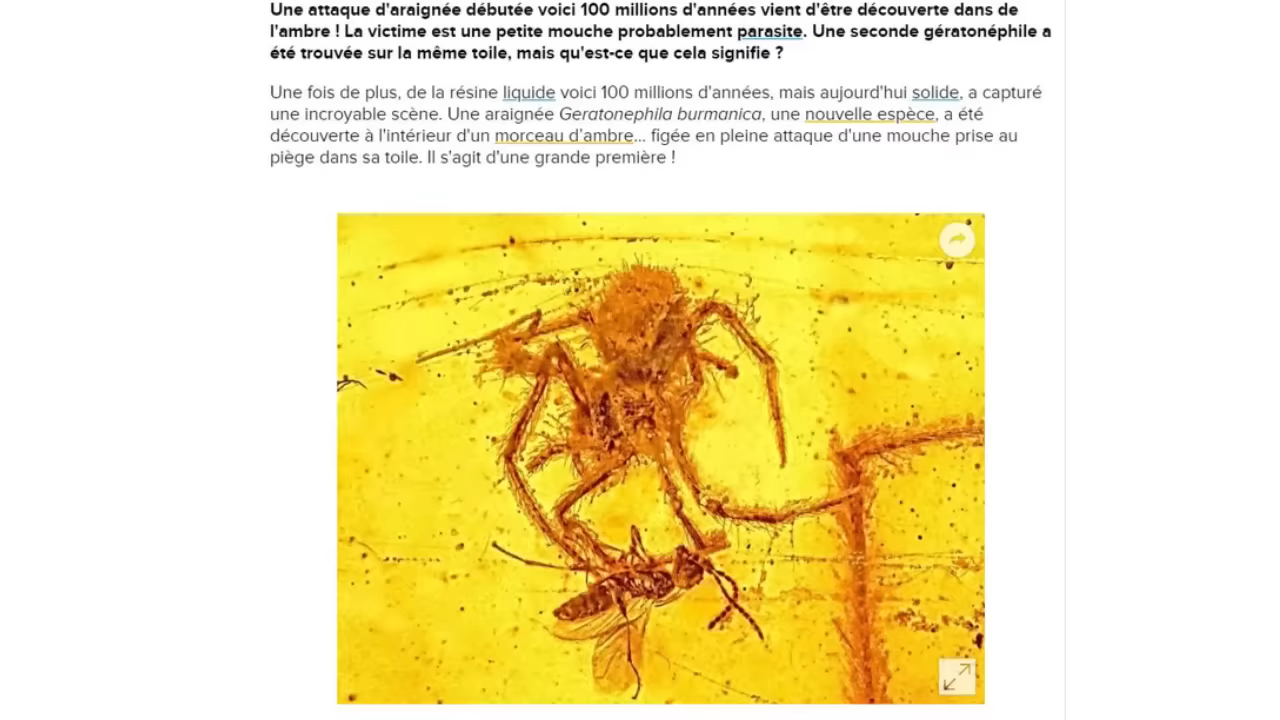 Une attaque d'araignée débutée voici 100 millions d'années vient d'être découverte dans de
l'ambre ! La victime est une petite mouche probablement parasite. Une seconde gératonéphile a
été trouvée sur la même toile, mais qu'est-ce que cela signifie ?
Une fois de plus, de la résine liquide voici 100 millions d'années, mais aujourd'hui solide, a capturé
une incroyable scène. Une araignée Geratonephila burmanica, une nouvelle espèce, a été
découverte à l'intérieur d'un morceau d'ambre... figée en pleine attaque d'une mouche prise au
piège dans sa toile. Il s'agit d'une grande première !